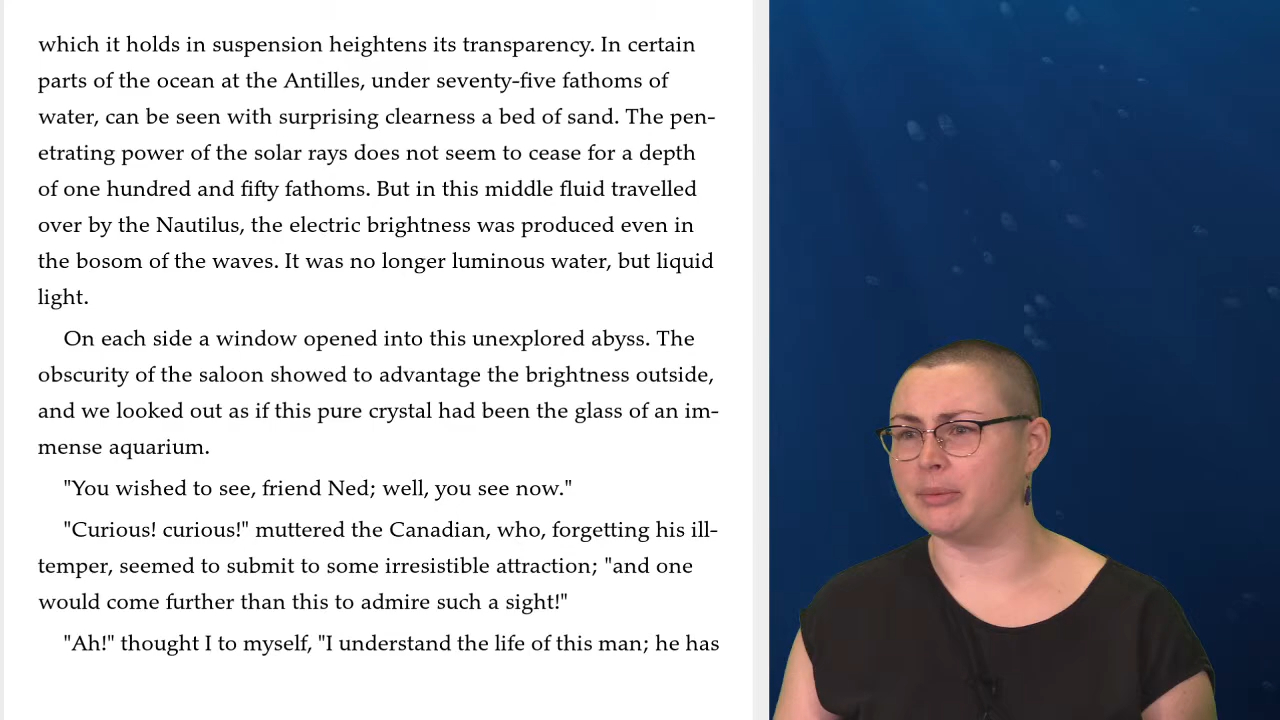 which it holds in suspension heightens its transparency. In certain
parts of the ocean at the Antilles, under seventy-five fathoms of
water, can be seen with surprising clearness a bed of sand. The pen-
etrating power of the solar rays does not seem to cease for a depth
of one hundred and fifty fathoms. But in this middle fluid travelled
over by the Nautilus, the electric brightness was produced even in
the bosom of the waves. It was no longer luminous water, but liquid
light.
On each side a window opened into this unexplored abyss. The
obscurity of the saloon showed to advantage the brightness outside,
and we looked out as if this pure crystal had been the glass of an im-
mense aquarium.
"You wished to see, friend Ned; well, you see now."
"Curious! curious!" muttered the Canadian, who, forgetting his ill-
temper, seemed to submit to some irresistible attraction; "and one
would come further than this to admire such a sight!"
"Ah!" thought I to myself, "I understand the life of this man; he has